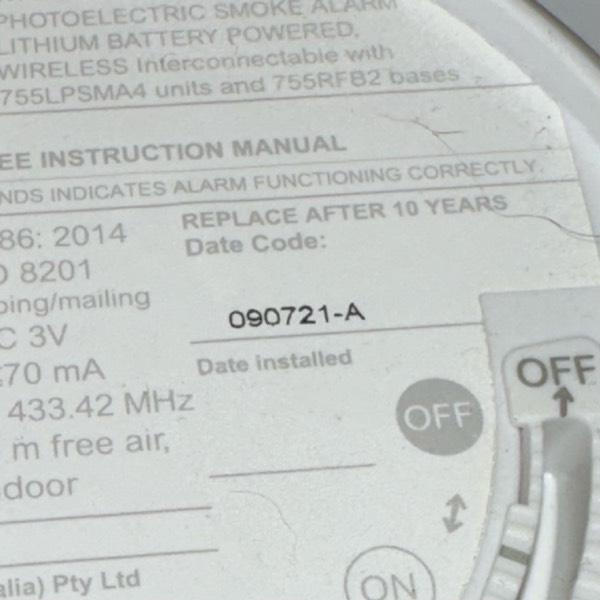 PHOTOELECTRIC SMOKE ALARM
LITHIUM BATTERY POWERED.
WIRELESS Interconnectable with
755LPSMA4 units and 755RFB2 bases
EE INSTRUCTION MANUAL
NDS INDICATES ALARM FUNCTIONING CORRECTLY.
86: 2014
8201
ping/mailing
C 3V
70 mA
433.42 MHz
m free air,
door
alia) Pty Ltd
REPLACE AFTER 10 YEARS
Date Code:
090721-A
Date installed
OFF
OFF
ON